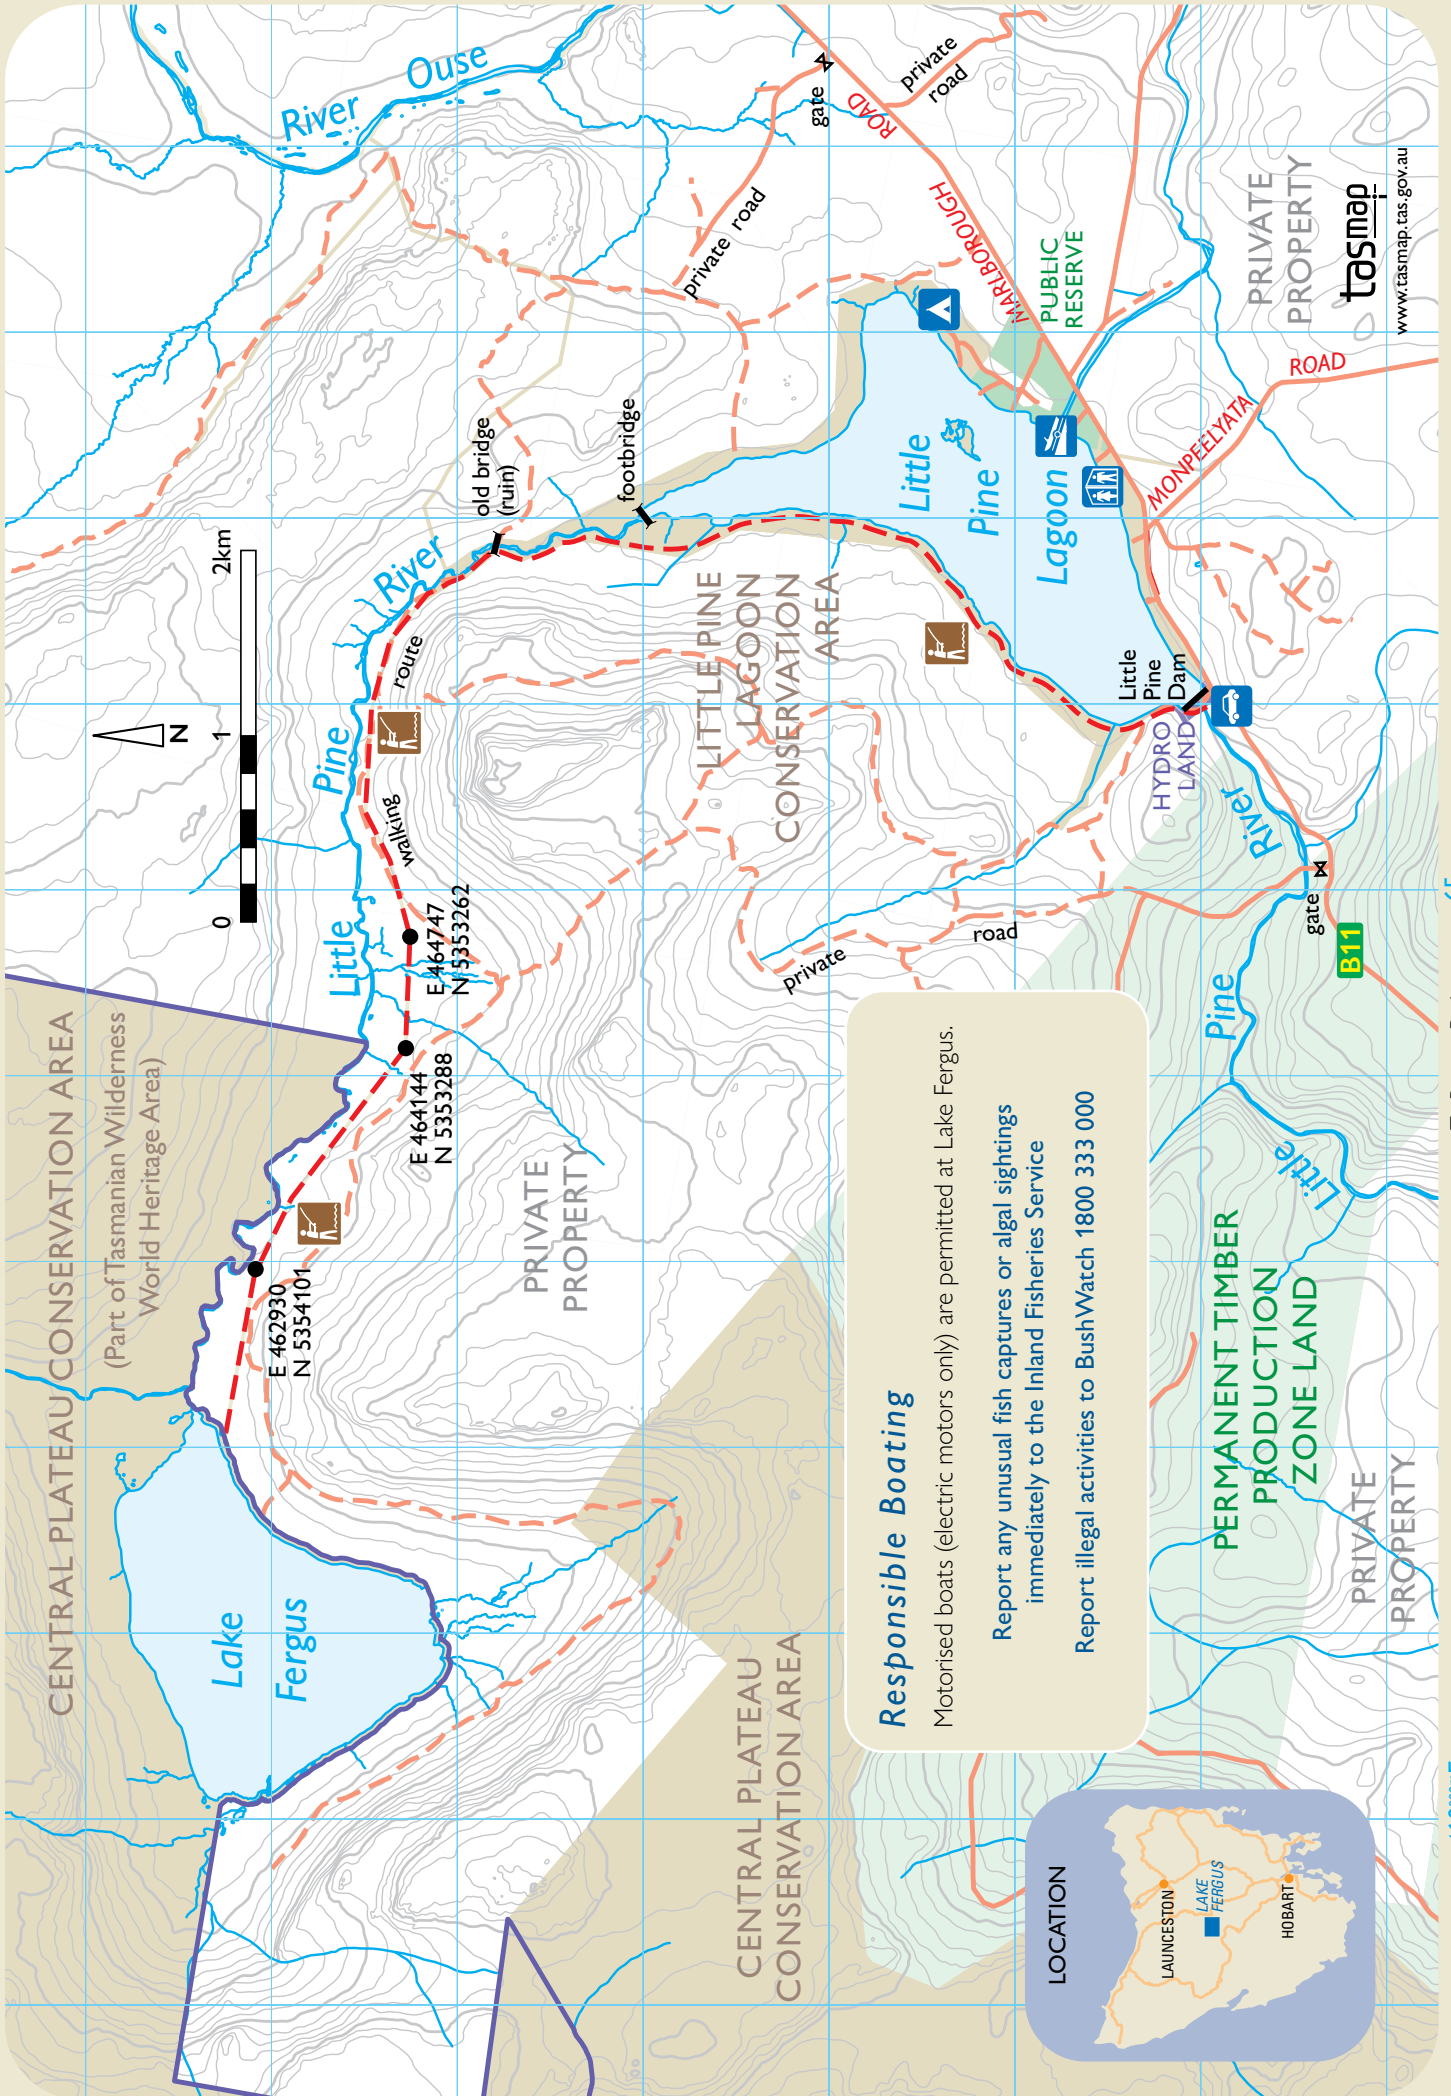 CENTRAL PLATEAU CONSERVATION AREA
(Part of Tasmanian Wilderness
World Heritage Area)
Lake
Fergus
E 462930
N 5354101
E 464144
N 5353288
E 464747
N 5353262
Little
Pine
River
walking
route
0
1
2km
N
River
Ouse
old bridge
(ruin)
footbridge
private road
gate
private
road
MARLBOROUGH
ROAD
PUBLIC
RESERVE
Little
Pine
Lagoon
LITTLE PINE
LAGOON
CONSERVATION
AREA
Little
Pine
Dam
HYDRO
LAND
MONPEELYATA
ROAD
PRIVATE
PROPERTY
PRIVATE
PROPERTY
private
road
gate
B11
River
Pine
Little
CENTRAL PLATEAU
CONSERVATION AREA
Responsible Boating
Motorised boats (electric motors only) are permitted at Lake Fergus.
Report any unusual fish captures or algal sightings
immediately to the Inland Fisheries Service
Report illegal activities to BushWatch 1800 333 000
PERMANENT TIMBER
PRODUCTION
ZONE LAND
PRIVATE
PROPERTY
LOCATION
LAUNCESTON
LAKE
FERGUS
HOBART
tasmap
www.tasmap.tas.gov.au